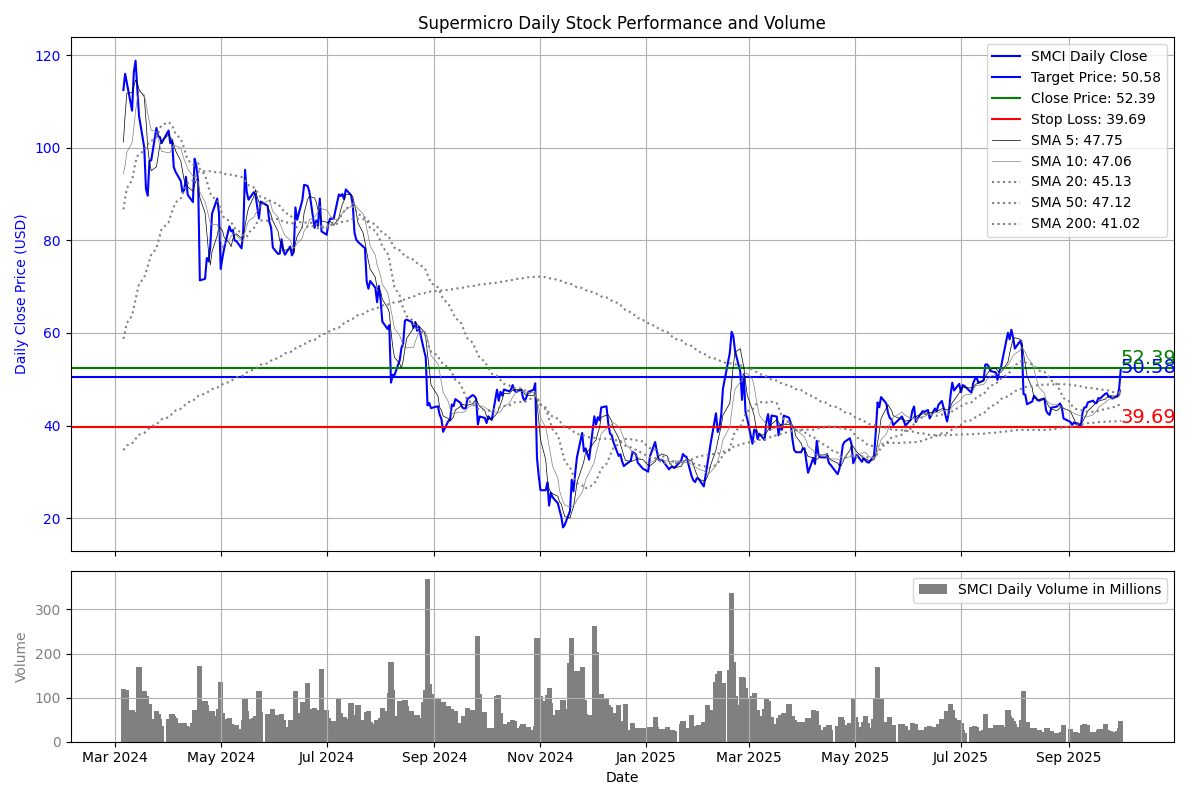 Supermicro Daily Stock Performance and Volume
Daily Close Price (USD)
120
100
80
60
40
20
SMCI Daily Close
Target Price: 50.58
Close Price: 52.39
Stop Loss: 39.69
SMA 5: 47.75
SMA 10: 47.06
SMA 20: 45.13
SMA 50: 47.12
SMA 200: 41.02
52.39
50.58
39.69
Volume
300
200
100
0
SMCI Daily Volume in Millions
Mar 2024 May 2024 Jul 2024 Sep 2024 Nov 2024 Jan 2025 Mar 2025 May 2025 Jul 2025 Sep 2025
Date